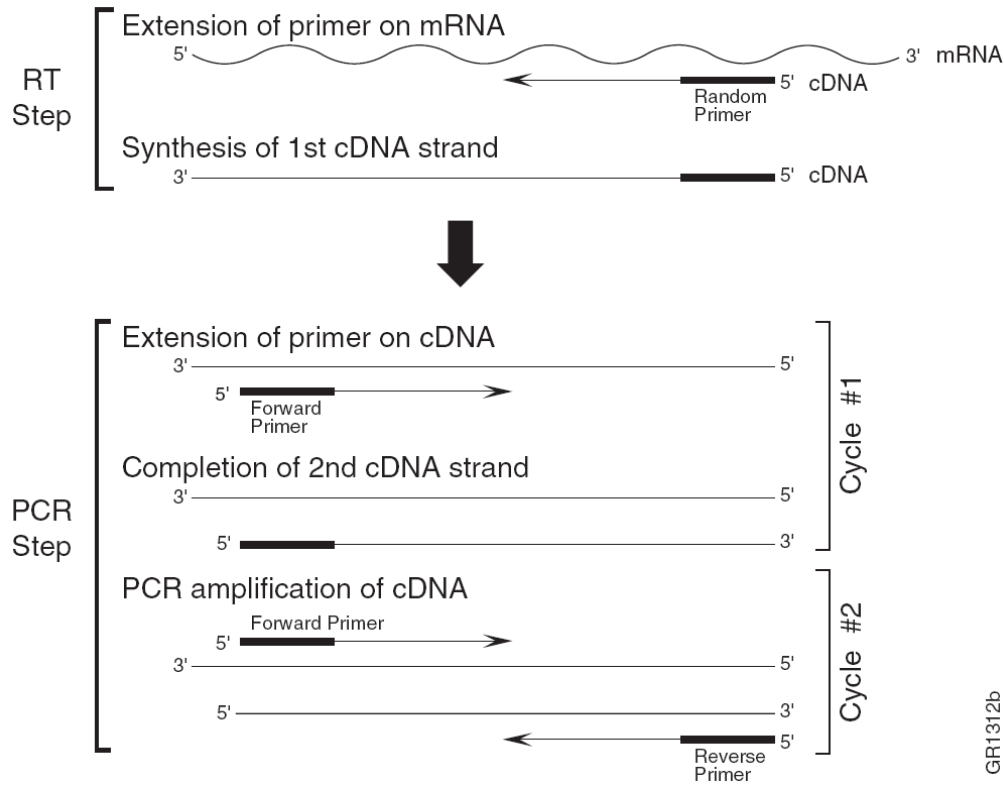 RT
Step
Extension of primer on mRNA
5'
3' mRNA
5' cDNA
Random
Primer
Synthesis of 1st cDNA strand
3'
5' cDNA
PCR
Step
Extension of primer on cDNA
3'
5'
5'
Forward
Primer
Completion of 2nd cDNA strand
3'
5'
5'
3'
Cycle #1
PCR amplification of cDNA
Forward Primer
5'
3'
5'
5'
3'
5'
Reverse
Primer
Cycle #2
GR1312b